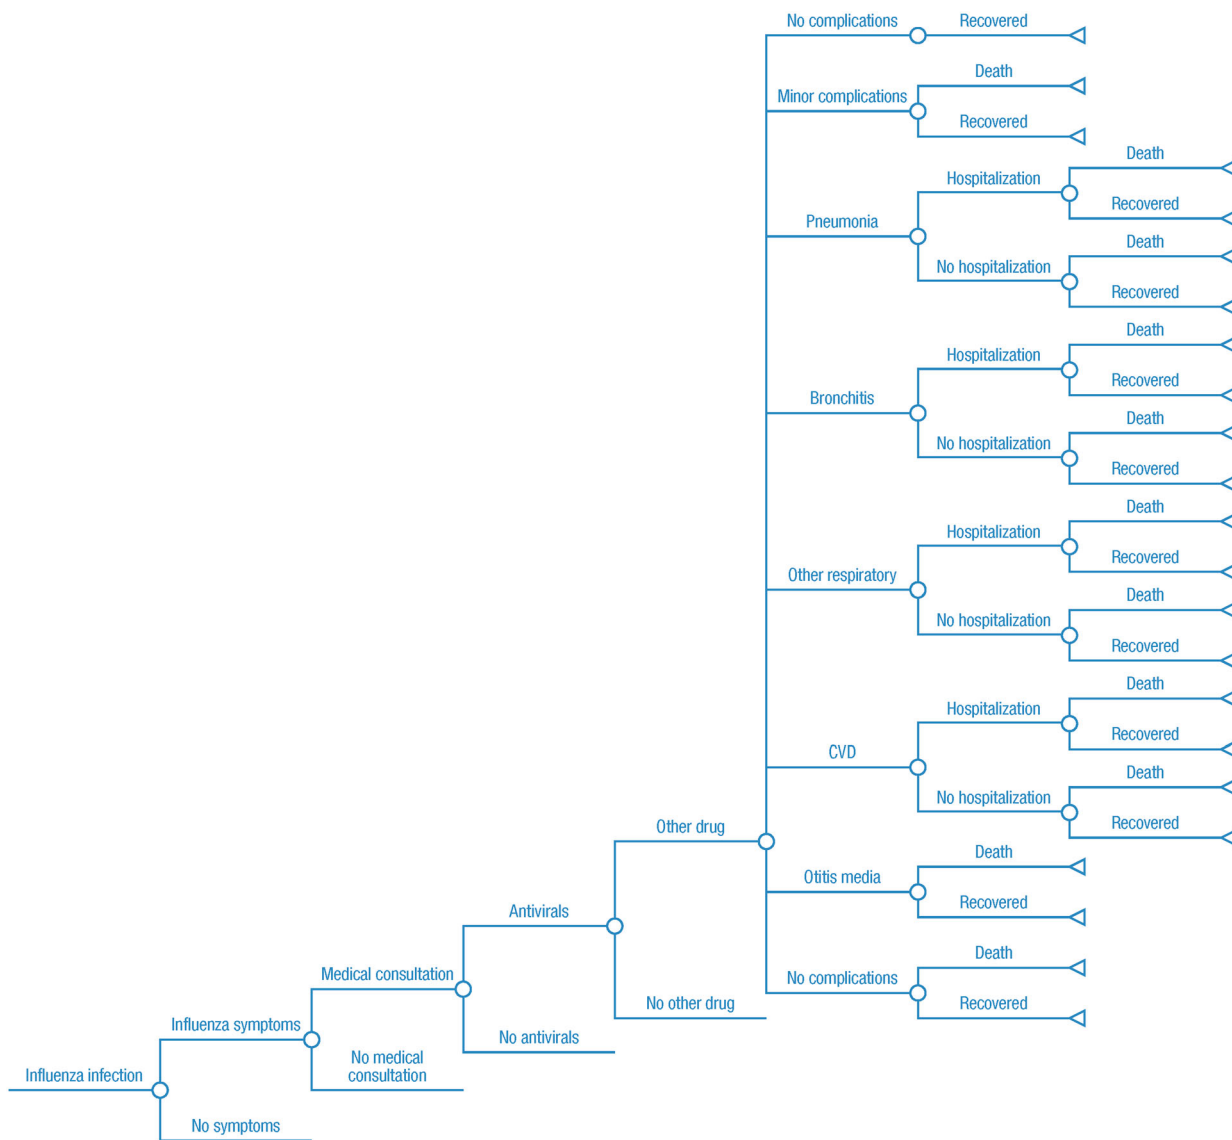 No complications
Recovered
Death
Minor complications
Recovered
Death
Hospitalization
Recovered
Pneumonia
Death
No hospitalization
Recovered
Death
Hospitalization
Recovered
Bronchitis
Death
No hospitalization
Recovered
Death
Hospitalization
Recovered
Other respiratory
Death
No hospitalization
Recovered
Death
Hospitalization
Recovered
CVD
Death
No hospitalization
Recovered
Other drug
Death
Otitis media
Recovered
Antivirals
Death
Medical consultation
No complications
Recovered
No other drug
Influenza symptoms
No antivirals
No medical
consultation
Influenza infection
No symptoms